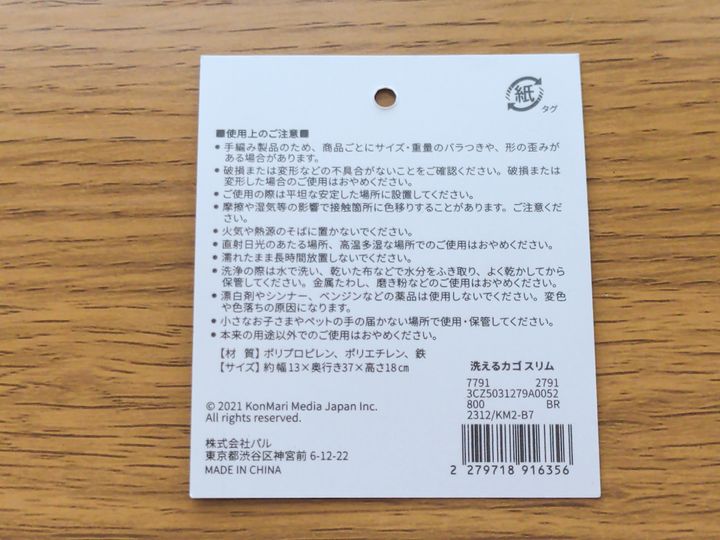 紙
タグ
■使用上のご注意■
● 手編み製品のため、商品ごとにサイズ・重量のバラつきや、形の歪みが
ある場合があります。
● 破損または変形などの不具合がないことをご確認ください。破損または
変形した場合のご使用はおやめください。
● ご使用の際は平坦な安定した場所に設置してください。
● 摩擦や湿気等の影響で接触箇所に色移りすることがあります。ご注意くだ
さい。
● 火気や熱源のそばに置かないでください。
● 直射日光のあたる場所、高温多湿な場所でのご使用はおやめください。
● 濡れたまま長時間放置しないでください。
● 洗浄の際は水で洗い、乾いた布などで水分をふき取り、よく乾かしてから
保管してください。金属たわし、磨き粉などのご使用はおやめください。
● 漂白剤やシンナー、ベンジンなどの薬品は使用しないでください。変色
や色落ちの原因になります。
● 小さなお子さまやペットの手の届かない場所で使用・保管してください。
● 本来の用途以外でのご使用はおやめください。
【材 質】ポリプロピレン、ポリエチレン、鉄
【サイズ】約幅13×奥行き37×高さ18㎝
洗えるカゴ スリム
7791 2791
3CZ5031279A0052
800 BR
2312/KM2-B7
2 279718 916356
© 2021 KonMari Media Japan Inc.
All rights reserved.
株式会社パル
東京都渋谷区神宮前 6-12-22
MADE IN CHINA